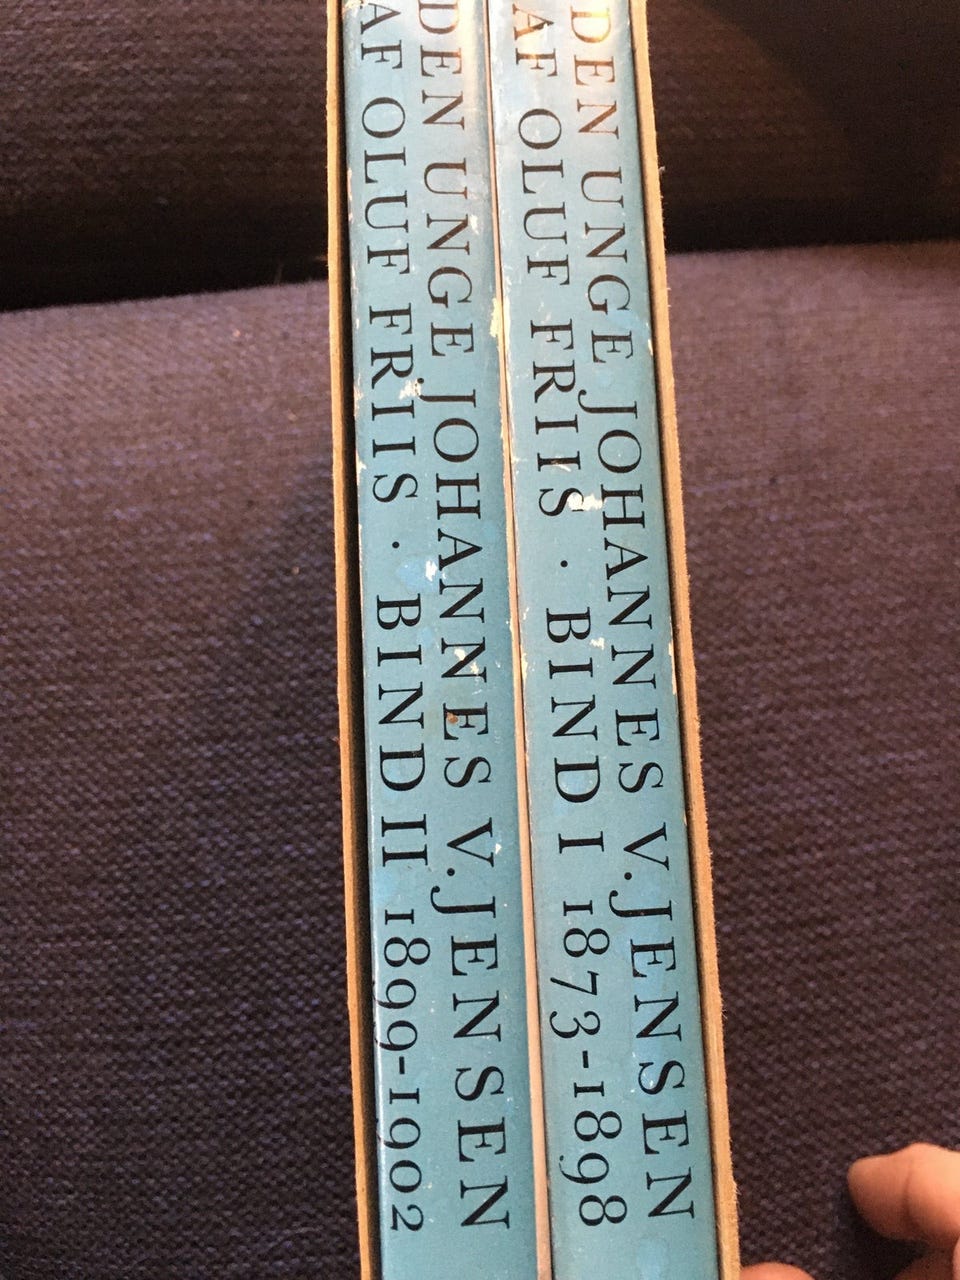 DEN UNGE JOHANNES V. JENSEN
AF OLUF FRIIS · BIND II 1899-1902
DEN UNGE JOHANNES V. JENSEN
AF OLUF FRIIS · BIND I 1873-1898